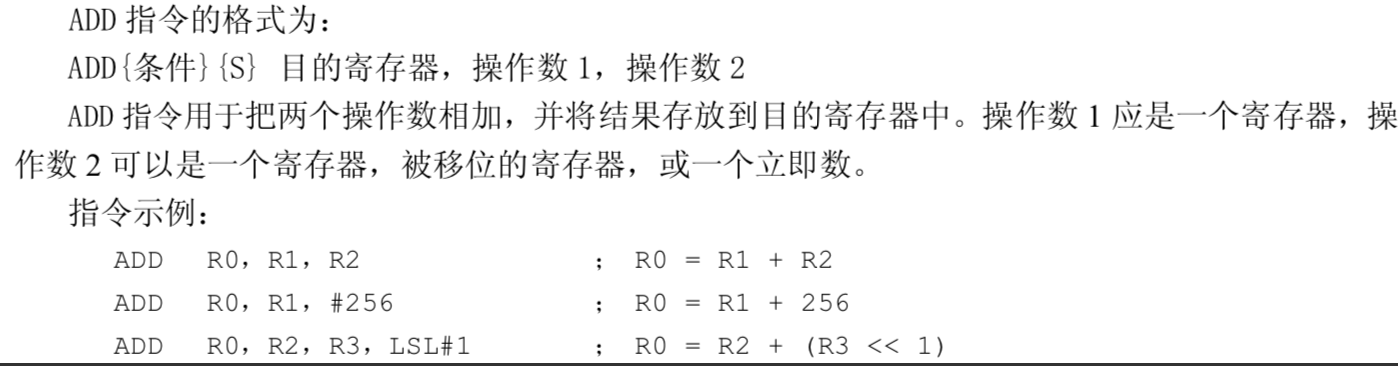 ADD 指令的格式为：
ADD{条件}{S} 目的寄存器，操作数 1，操作数 2
ADD 指令用于把两个操作数相加，并将结果存放到目的寄存器中。操作数 1 应是一个寄存器，操
作数 2 可以是一个寄存器，被移位的寄存器，或一个立即数。
指令示例：
ADD R0，R1，R2 ； R0 = R1 + R2
ADD R0，R1，#256 ； R0 = R1 + 256
ADD R0，R2，R3，LSL#1 ； R0 = R2 + (R3 << 1)